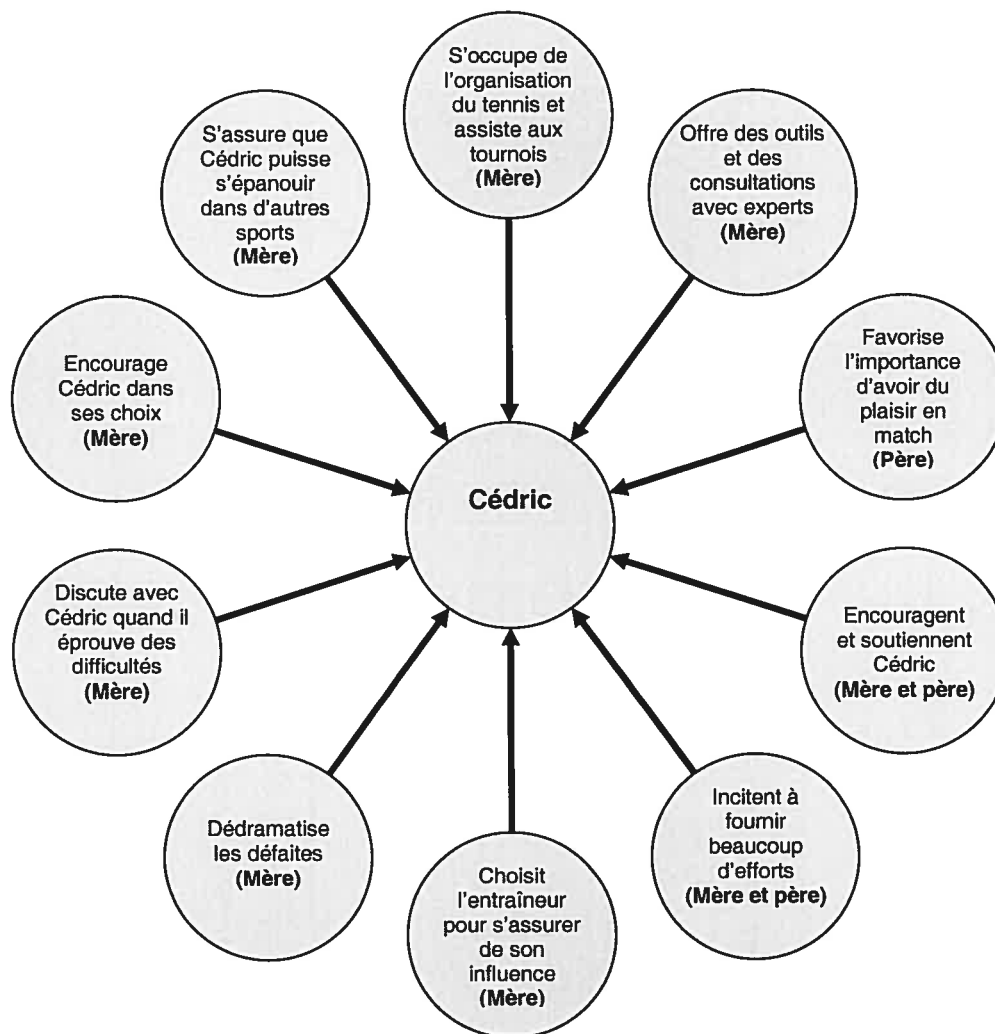 S'occupe de
l'organisation
du tennis et
assiste aux
tournois
(Mère)
Offre des outils
et des
consultations
avec experts
(Mère)
Favorise
l'importance
d'avoir du
plaisir en
match
(Père)
Encouragent
et soutiennent
Cédric
(Mère et père)
Incitent à
fournir
beaucoup
d'efforts
(Mère et père)
Choisit
l'entraîneur
pour s'assurer
de son
influence
(Mère)
Dédramatise
les défaites
(Mère)
Discute avec
Cédric quand il
éprouve des
difficultés
(Mère)
Encourage
Cédric dans
ses choix
(Mère)
S'assure que
Cédric puisse
s'épanouir
dans d'autres
sports
(Mère)
Cédric